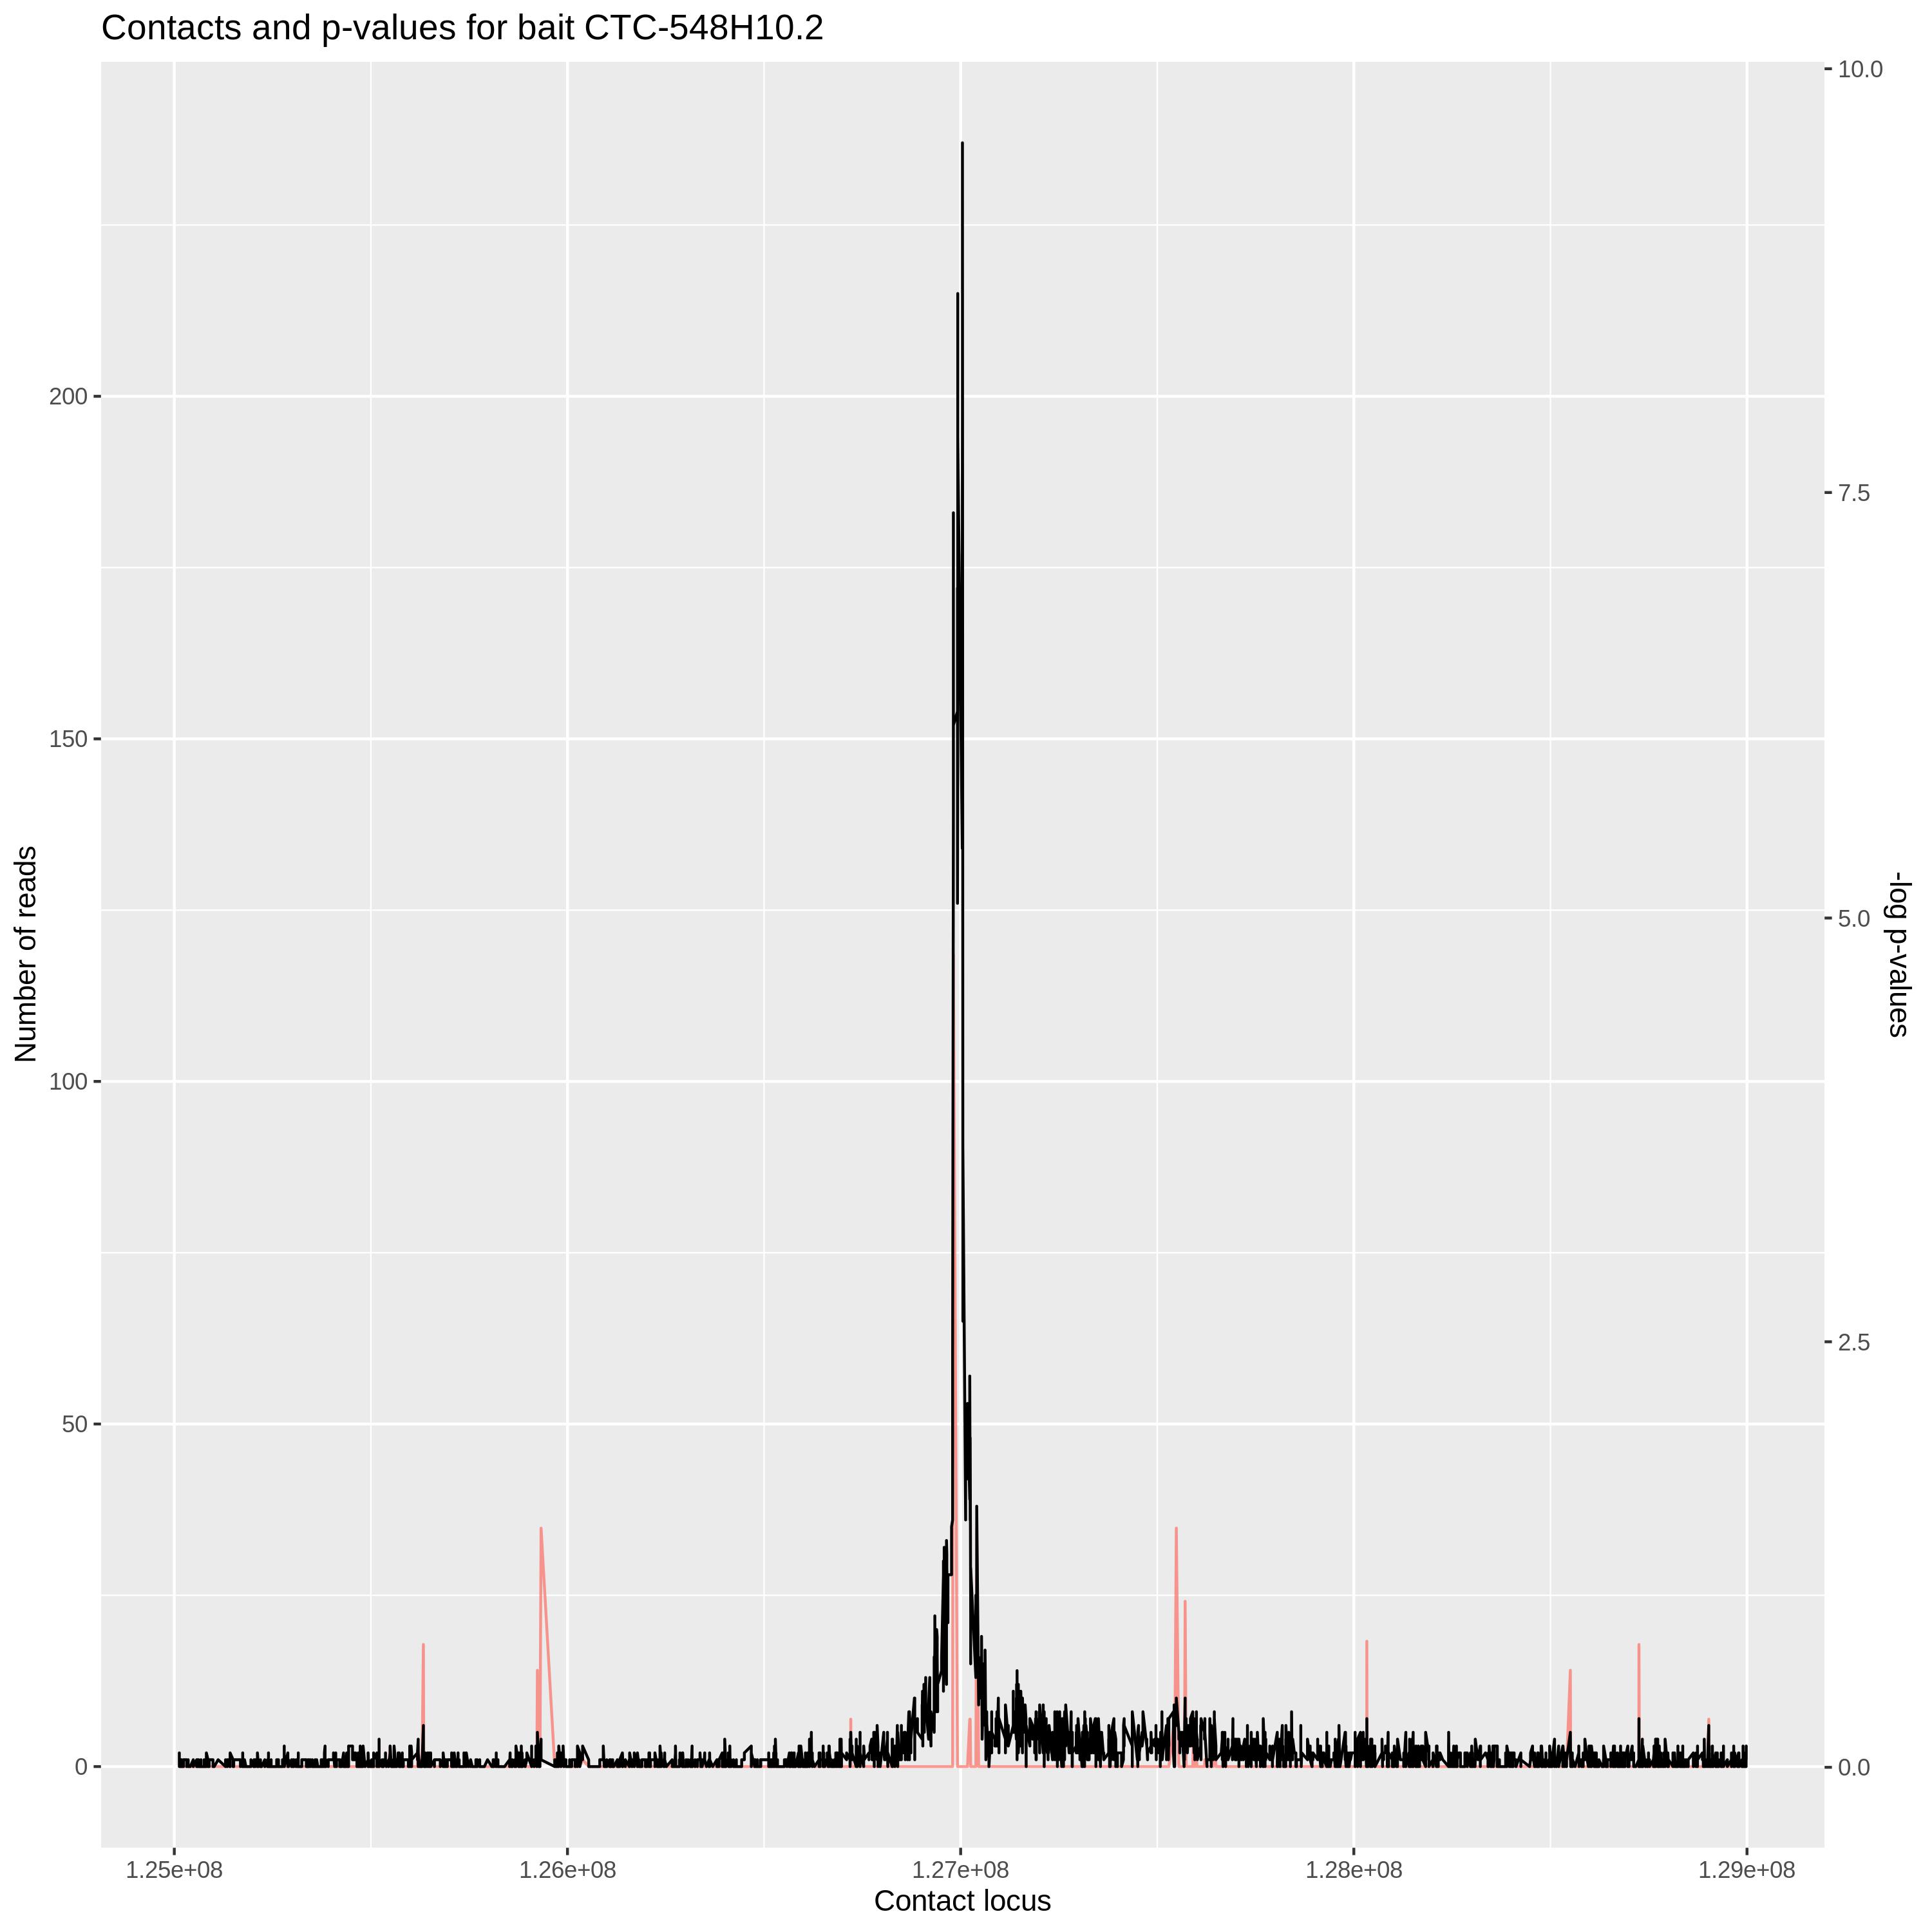 Contacts and p-values for bait CTC-548H10.2
10.0
7.5
5.0
2.5
0.0
-log p-values
200
150
100
50
0
Number of reads
1.25e+08
1.26e+08
1.27e+08
1.28e+08
1.29e+08
Contact locus